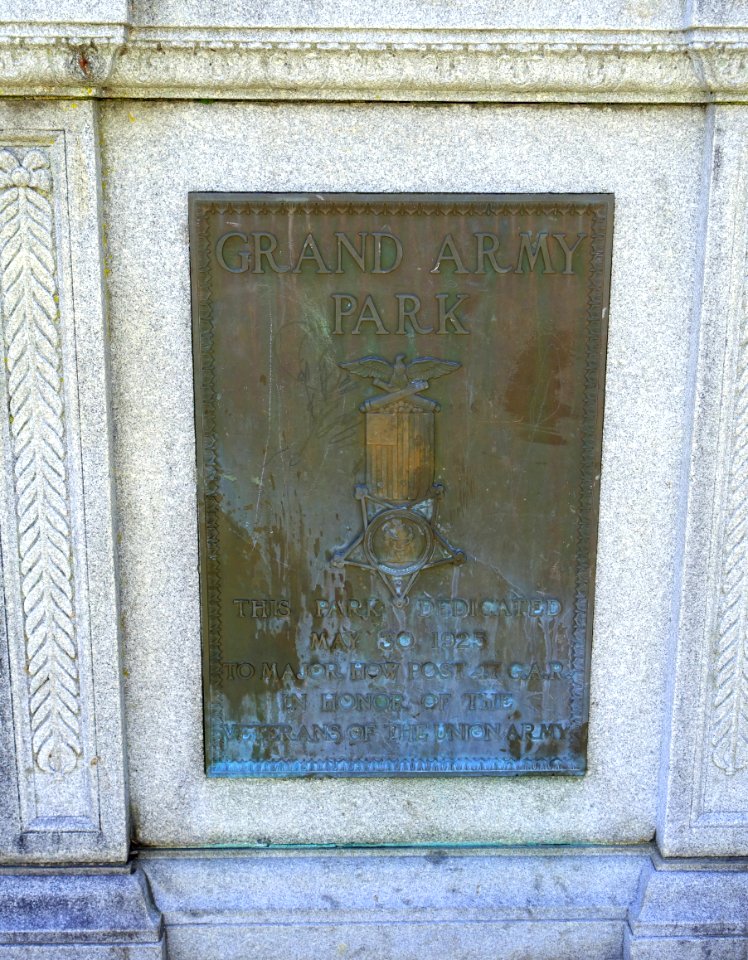 GRAND ARMY
PARK
THIS PARK DEDICATED
MAY 30, 1925
TO MAJOR HOW POST 47 G.A.R.
IN HONOR OF THE
VETERANS OF THE UNION ARMY